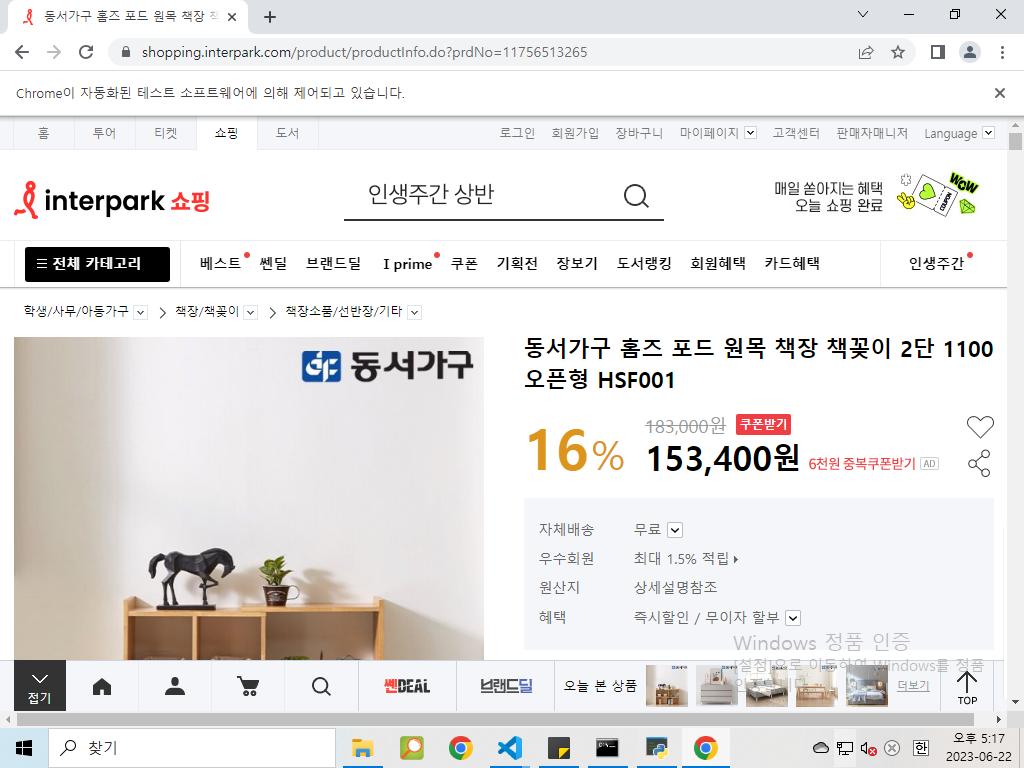 동서가구 홈즈 포드 원목 책장 책
shopping.interpark.com/product/productInfo.do?prdNo=11756513265
Chrome이 자동화된 테스트 소프트웨어에 의해 제어되고 있습니다.
홈 투어 티켓 쇼핑 도서 로그인 회원가입 장바구니 마이페이지 고객센터 판매자매니저 Language
interpark 쇼핑
인생주간 상반
매일 쏟아지는 혜택
오늘 쇼핑 완료
WOW
COUPON
전체 카테고리 베스트 쎈딜 브랜드딜 I prime 쿠폰 기획전 장보기 도서랭킹 회원혜택 카드혜택 인생주간
학생/사무/아동가구 책장/책꽂이 책장소품/선반장/기타
동서가구
동서가구 홈즈 포드 원목 책장 책꽂이 2단 1100
오픈형 HSF001
16%
183,000원 쿠폰받기
153,400원 6천원 중복쿠폰받기 AD
자체배송 무료
우수회원 최대 1.5% 적립
원산지 상세설명참조
혜택 즉시할인 / 무이자 할부
Windows 정품 인증
[설정]으로 이동하여 Windows를 정품
접기
쎈DEAL
브랜드딜
오늘 본 상품
더보기
TOP
찾기
한
오후 5:17
2023-06-22